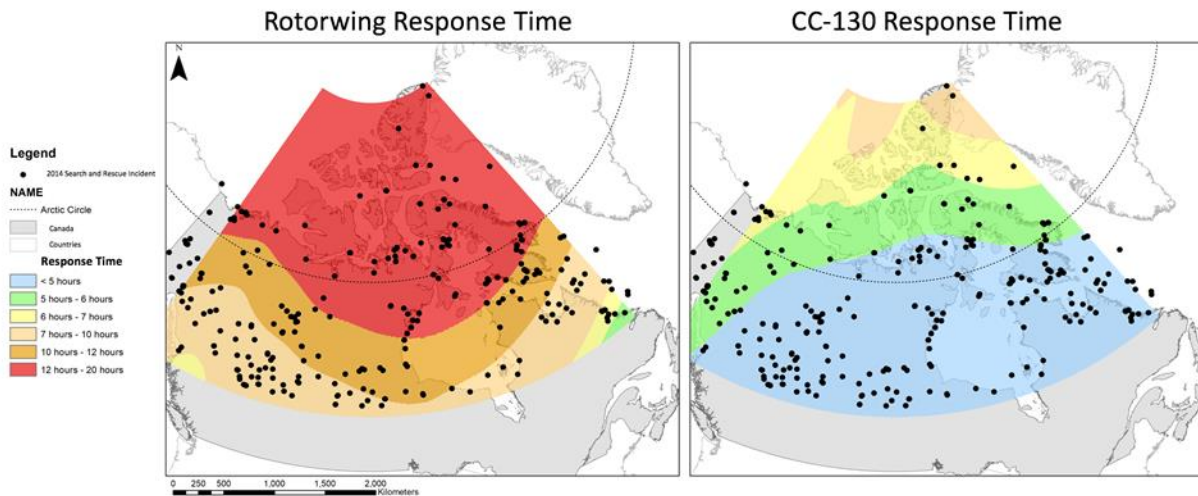 Rotorwing Response Time
CC-130 Response Time
N
Legend
2014 Search and Rescue Incident
NAME
Arctic Circle
Canada
Countries
Response Time
< 5 hours
5 hours - 6 hours
6 hours - 7 hours
7 hours - 10 hours
10 hours - 12 hours
12 hours - 20 hours
0 250 500 1,000 1,500 2,000
Kilometers